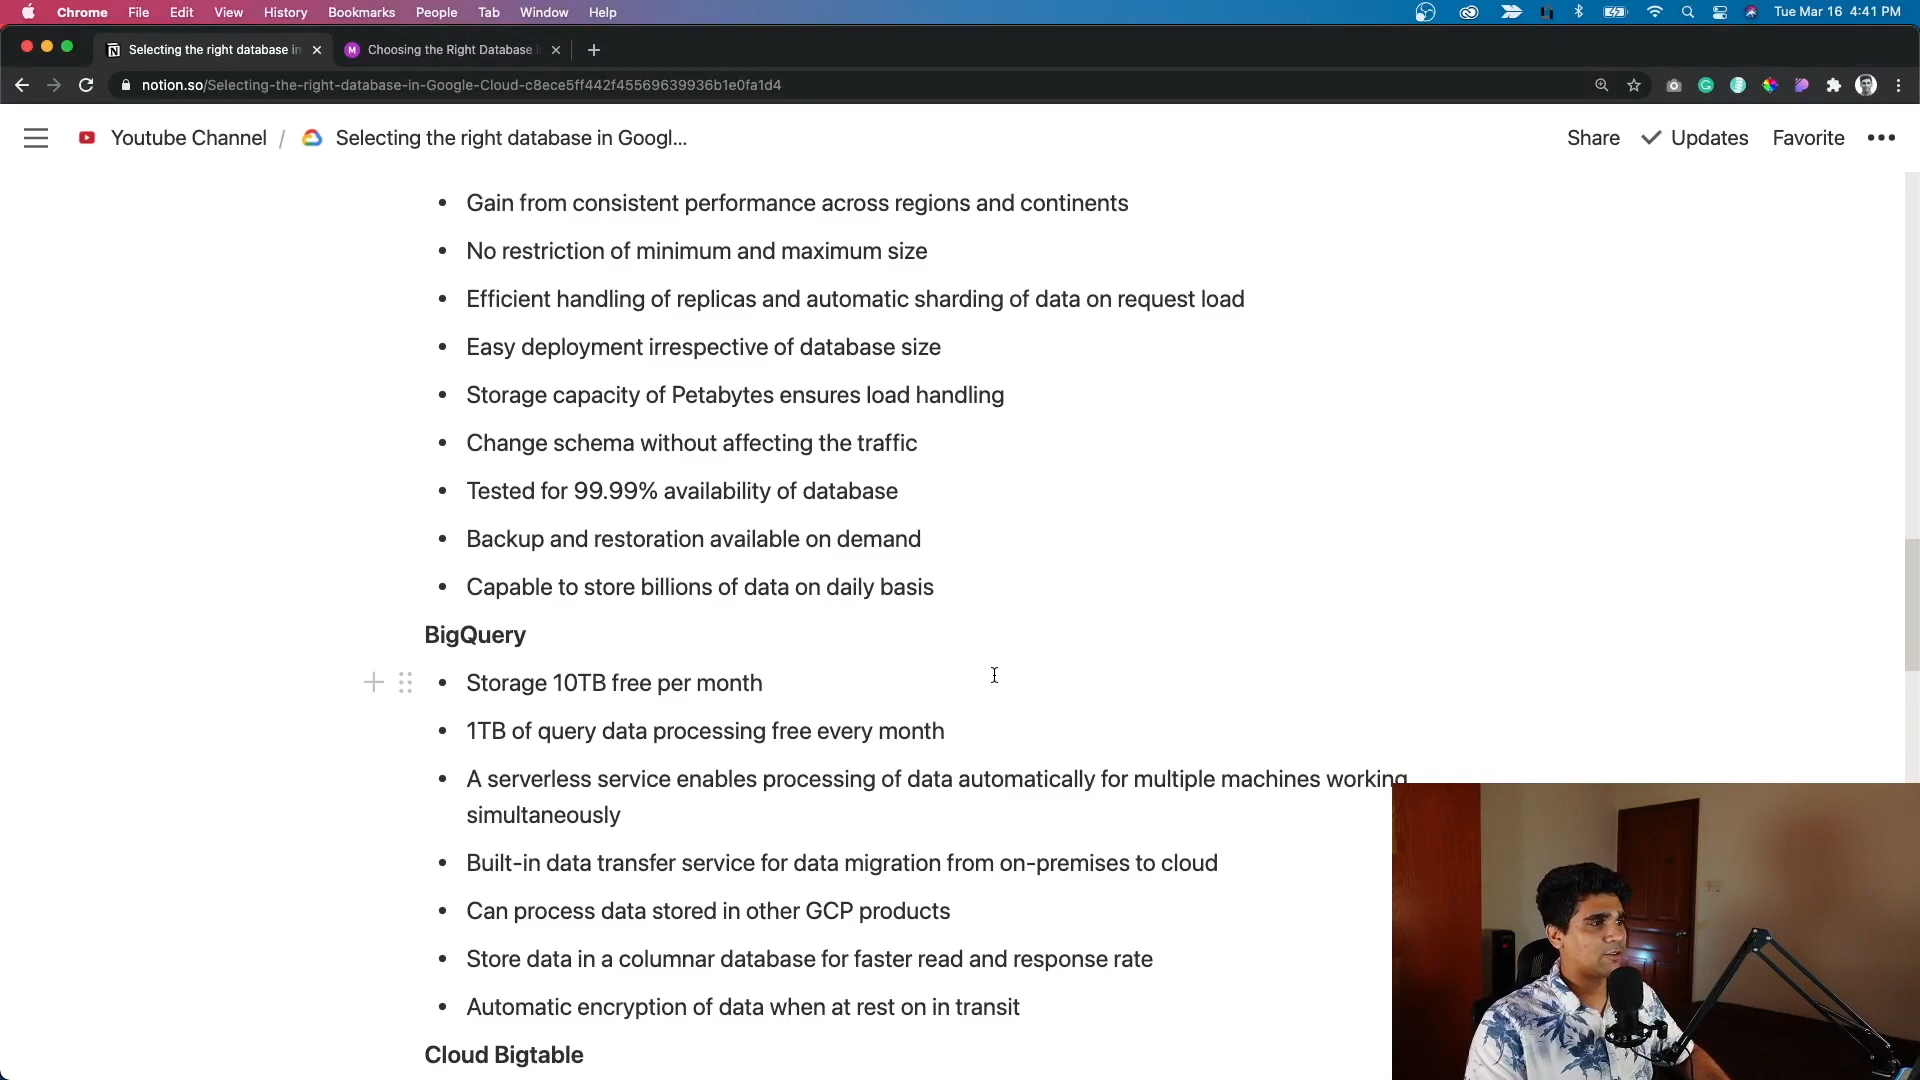 Chrome File Edit View History Bookmarks People Tab Window Help Tue Mar 16 4:41 PM
Selecting the right database in Choosing the Right Database
notion.so/Selecting-the-right-database-in-Google-Cloud-c8ece5ff442f45569639936b1e0fa1d4
Youtube Channel / Selecting the right database in Googl... Share Updates Favorite
• Gain from consistent performance across regions and continents
• No restriction of minimum and maximum size
• Efficient handling of replicas and automatic sharding of data on request load
• Easy deployment irrespective of database size
• Storage capacity of Petabytes ensures load handling
• Change schema without affecting the traffic
• Tested for 99.99% availability of database
• Backup and restoration available on demand
• Capable to store billions of data on daily basis
BigQuery
• Storage 10TB free per month
• 1TB of query data processing free every month
• A serverless service enables processing of data automatically for multiple machines working
simultaneously
• Built-in data transfer service for data migration from on-premises to cloud
• Can process data stored in other GCP products
• Store data in a columnar database for faster read and response rate
• Automatic encryption of data when at rest on in transit
Cloud Bigtable